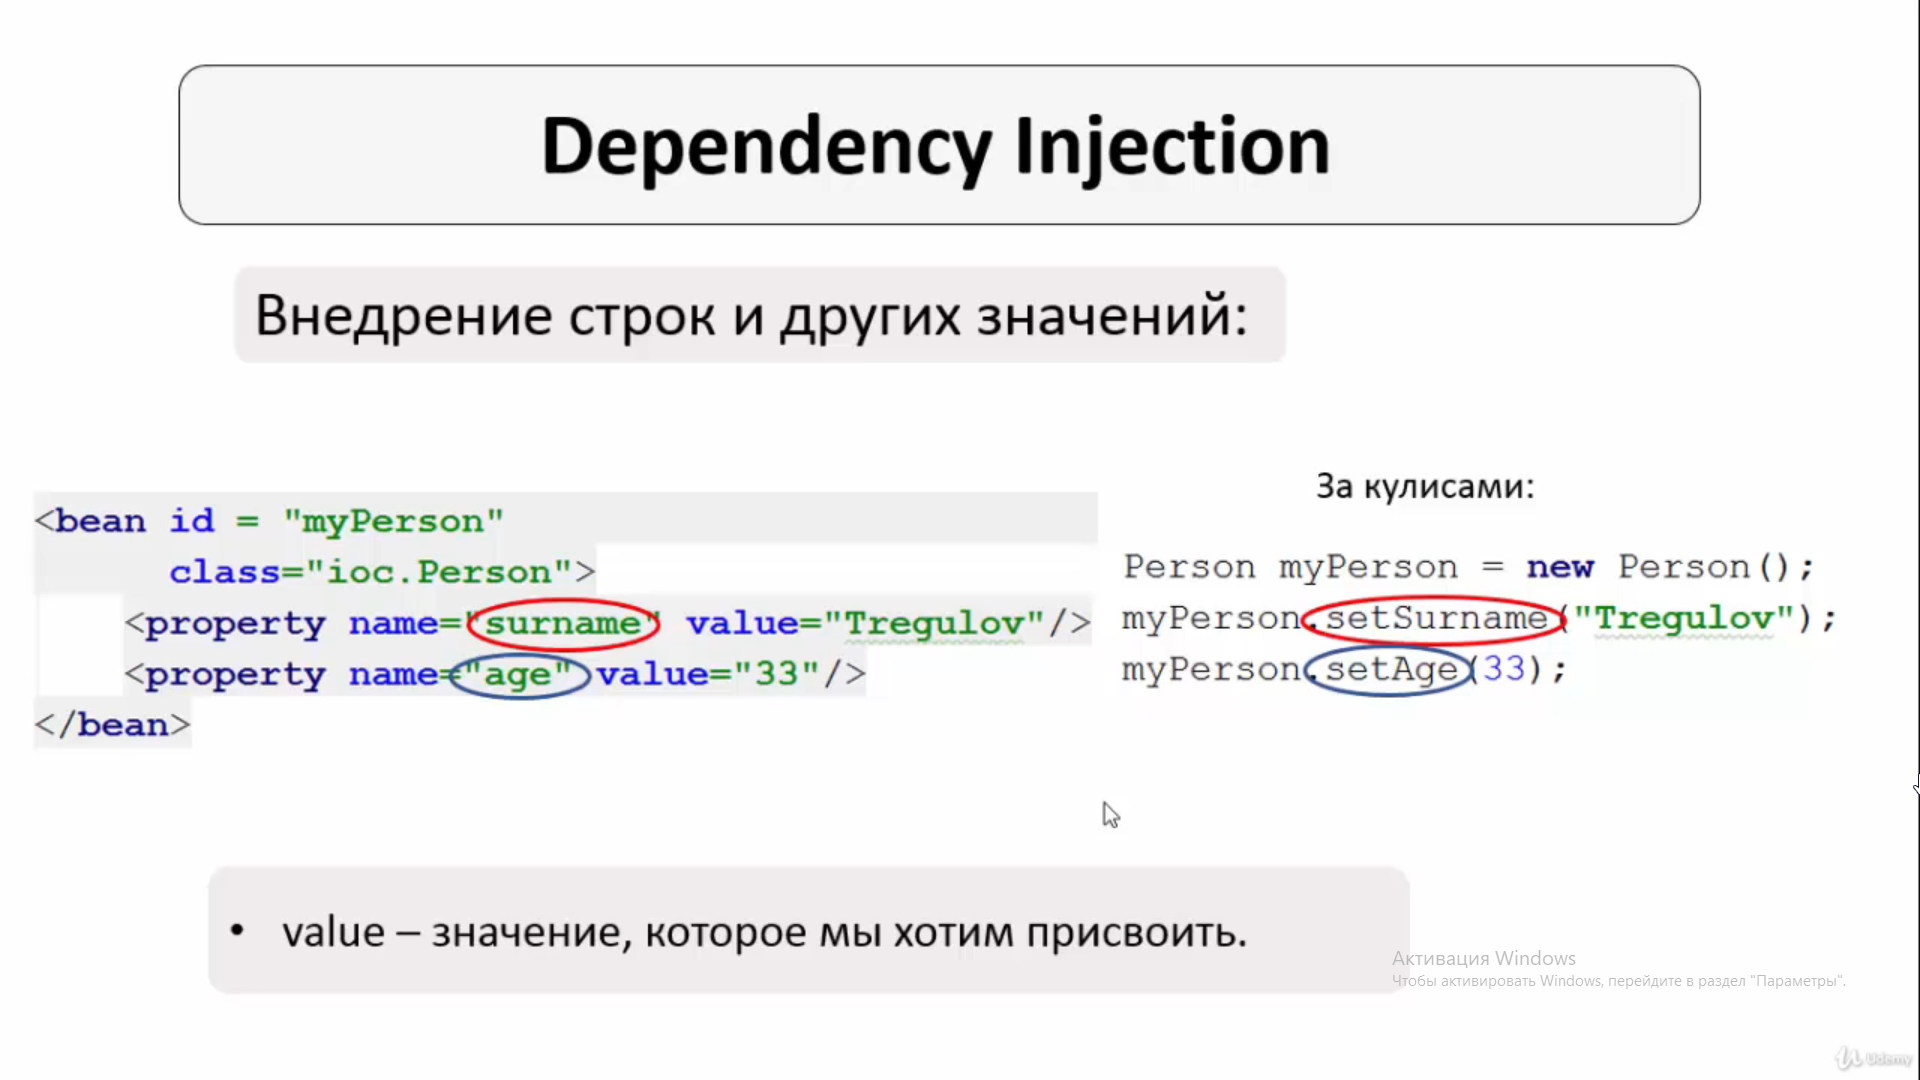 Dependency Injection
Внедрение строк и других значений:
<bean id = "myPerson"
class="ioc.Person">
<property name="surname" value="Tregulov"/>
<property name="age" value="33"/>
</bean>
За кулисами:
Person myPerson = new Person();
myPerson.setSurname("Tregulov");
myPerson.setAge(33);
• value – значение, которое мы хотим присвоить.
Активация Windows
Чтобы активировать Windows, перейдите в раздел "Параметры".
Udemy